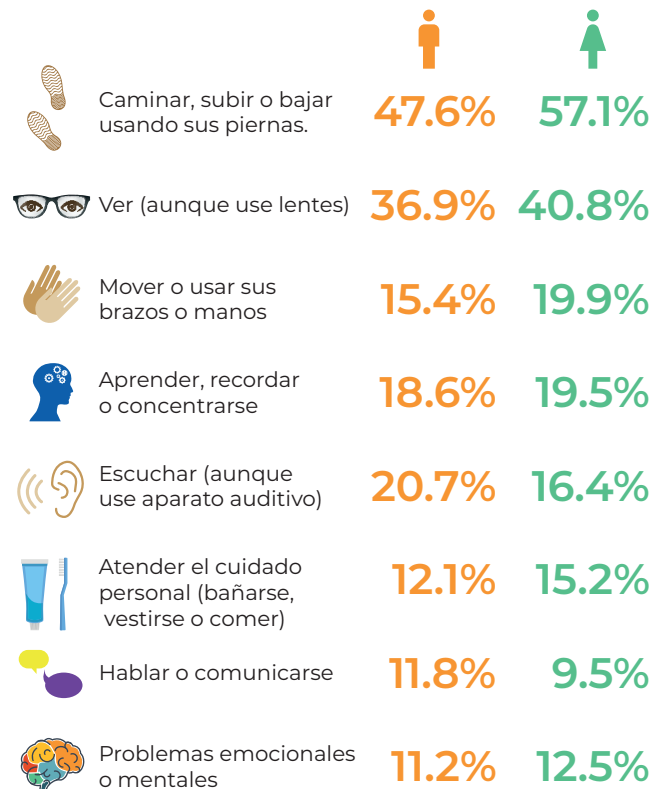 Caminar, subir o bajar
usando sus piernas.
47.6% 57.1%
Ver (aunque use lentes) 36.9% 40.8%
Mover o usar sus
brazos o manos
15.4% 19.9%
Aprender, recordar
o concentrarse
18.6% 19.5%
Escuchar (aunque
use aparato auditivo)
20.7% 16.4%
Atender el cuidado
personal (bañarse,
vestirse o comer)
12.1% 15.2%
Hablar o comunicarse 11.8% 9.5%
Problemas emocionales
o mentales
11.2% 12.5%